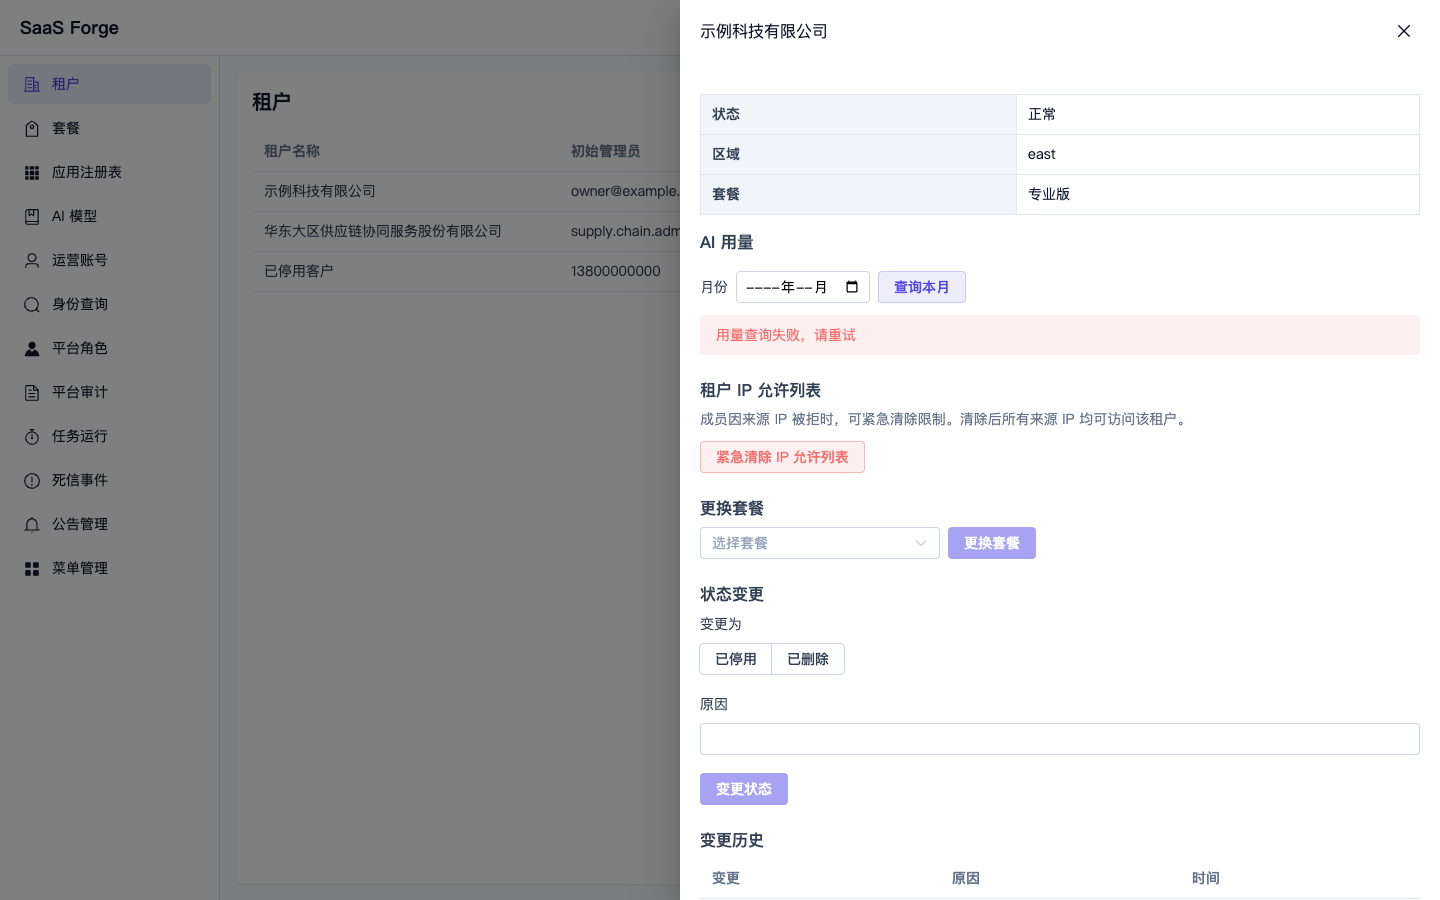 SaaS Forge
租户
套餐
应用注册表
AI 模型
运营账号
身份查询
平台角色
平台审计
任务运行
死信事件
公告管理
菜单管理
租户
租户名称 初始管理员
示例科技有限公司 owner@example.
华东大区供应链协同服务股份有限公司 supply.chain.adm
已停用客户 13800000000
示例科技有限公司
状态 正常
区域 east
套餐 专业版
AI 用量
月份 ----年--月 查询本月
用量查询失败，请重试
租户 IP 允许列表
成员因来源 IP 被拒时，可紧急清除限制。清除后所有来源 IP 均可访问该租户。
紧急清除 IP 允许列表
更换套餐
选择套餐 更换套餐
状态变更
变更为
已停用 已删除
原因
变更状态
变更历史
变更 原因 时间